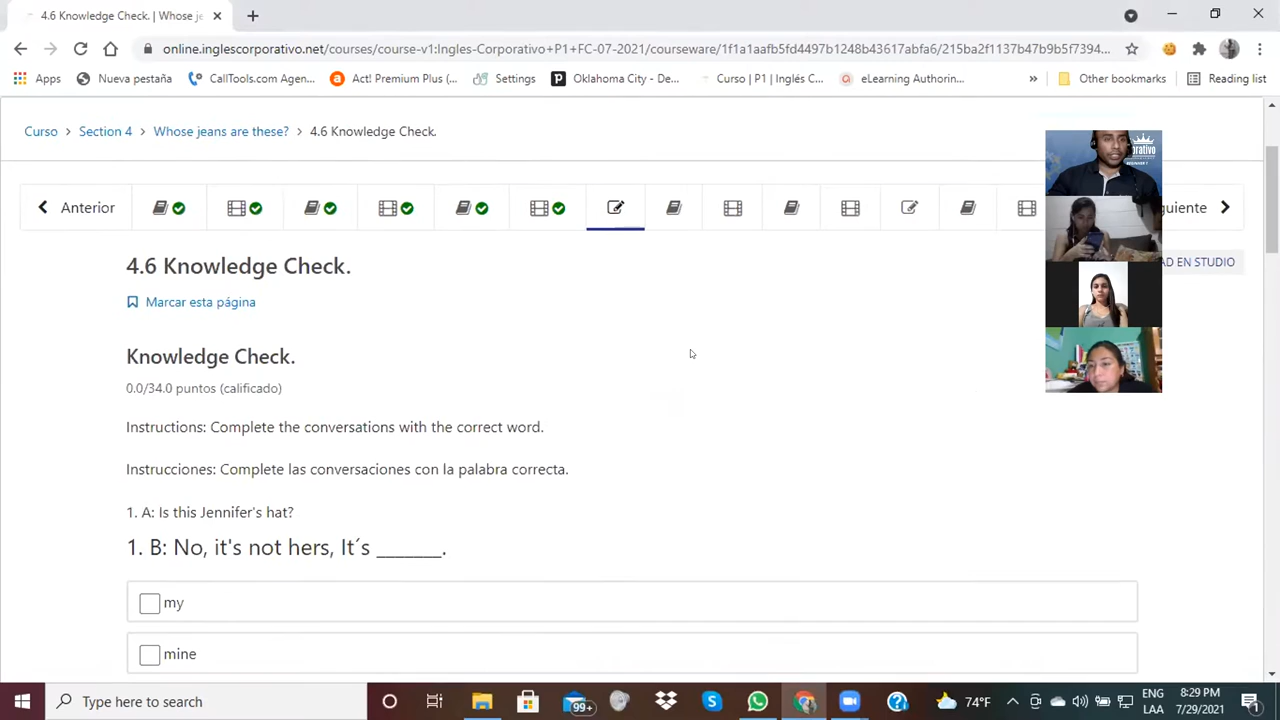 4.6 Knowledge Check. | Whose je
online.inglescorporativo.net/courses/course-v1:Ingles-Corporativo+P1+FC-07-2021/courseware/1f1a1aafb5fd4497b1248b43617abfa6/215ba2f1137b47b9b5f7394...
Apps Nueva pestaña CallTools.com Agen... Act! Premium Plus (... Settings Oklahoma City - De... Curso | P1 | Inglés C... eLearning Authorin... » Other bookmarks Reading list
Curso > Section 4 > Whose jeans are these? > 4.6 Knowledge Check.
Anterior guiente
4.6 Knowledge Check.
AD EN STUDIO
Marcar esta página
Knowledge Check.
0.0/34.0 puntos (calificado)
Instructions: Complete the conversations with the correct word.
Instrucciones: Complete las conversaciones con la palabra correcta.
1. A: Is this Jennifer's hat?
1. B: No, it's not hers, It´s _______.
my
mine
Type here to search
99+
74°F
ENG
LAA
8:29 PM
7/29/2021
1